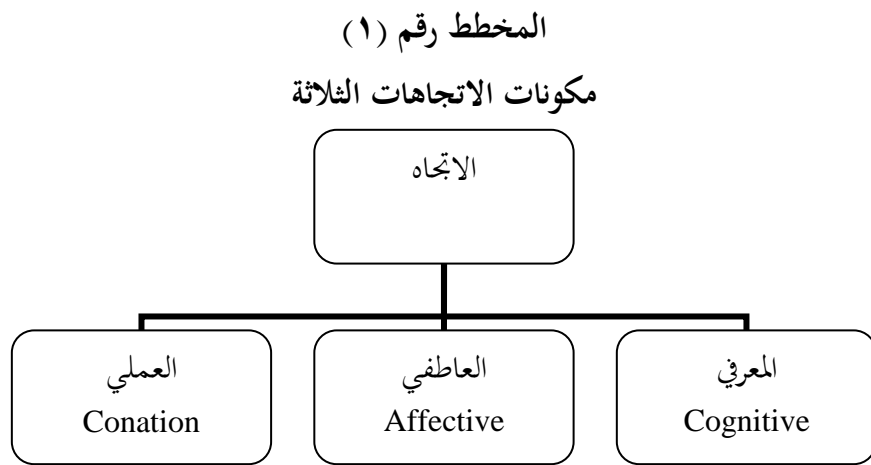 المخطط رقم (١)
مكونات الاتجاهات الثلاثة
الاتجاه
المعرفي
Cognitive
العاطفي
Affective
العملي
Conation